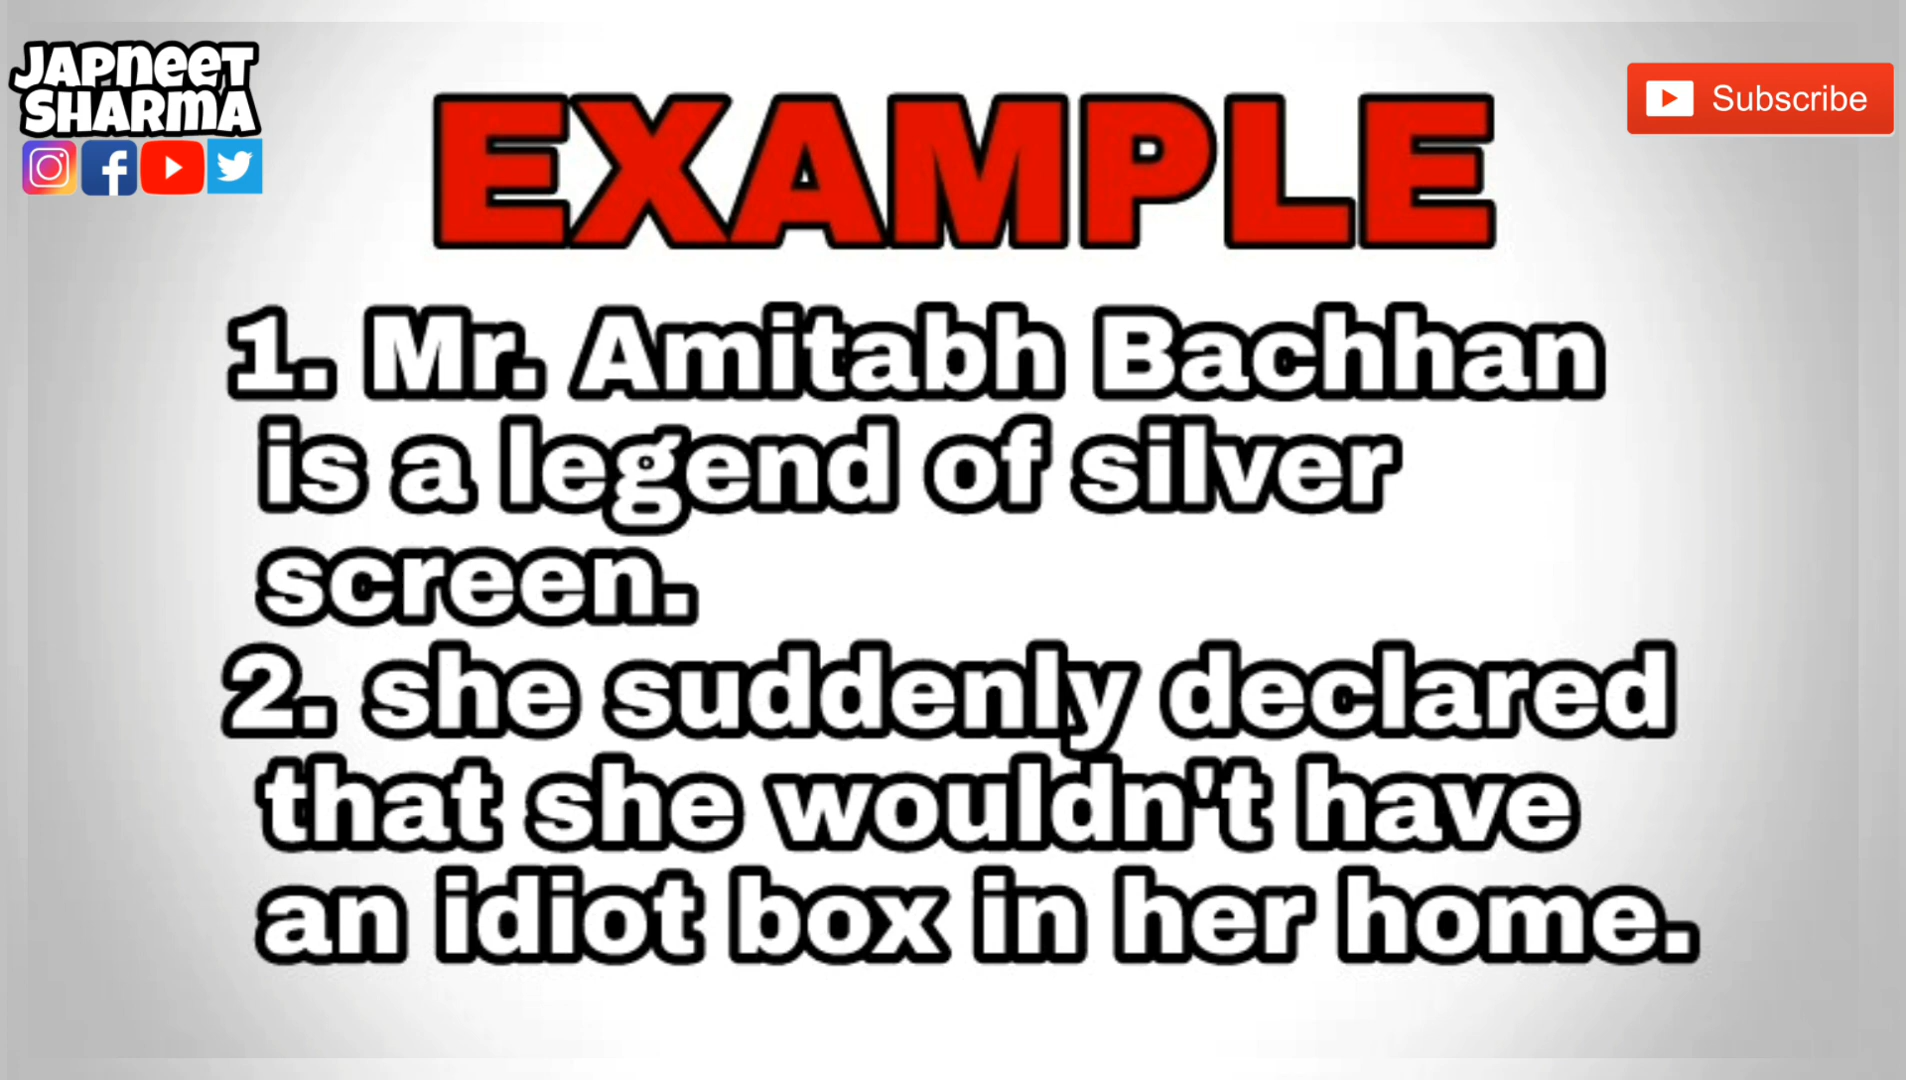 Japneet
Sharma
Subscribe
EXAMPLE
1. Mr. Amitabh Bachhan
is a legend of silver
screen.
2. she suddenly declared
that she wouldn't have
an idiot box in her home.